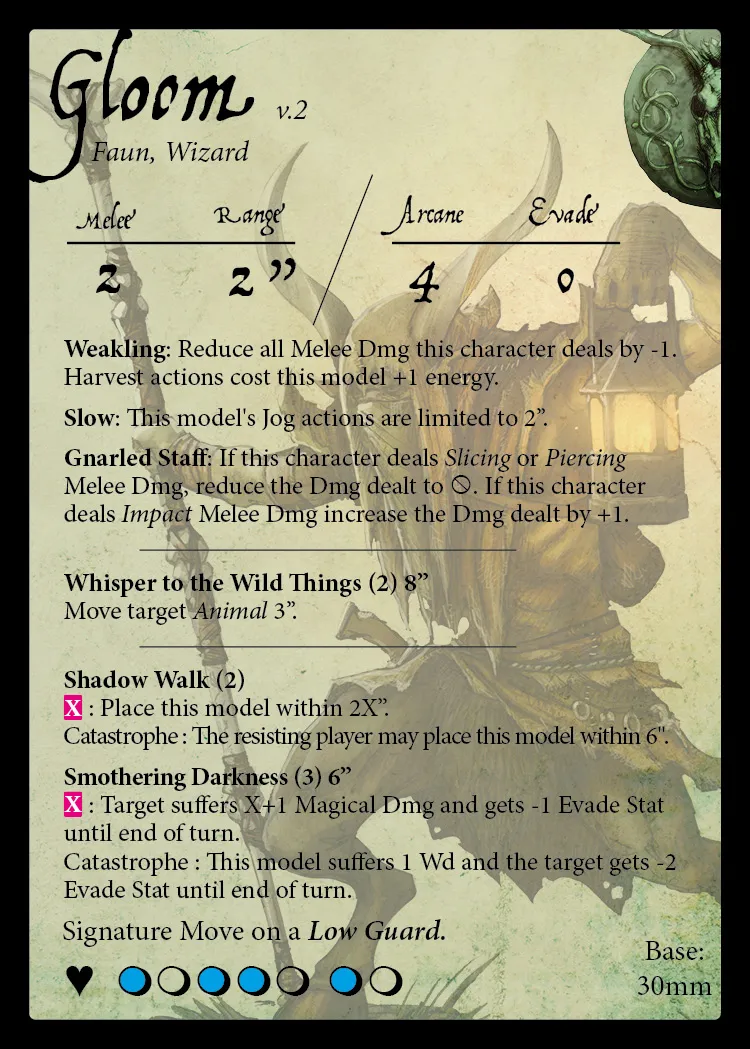 Gloom v.2
Faun, Wizard
Melee Range Arcane Evade
2 2” 4 0
Weakling: Reduce all Melee Dmg this character deals by -1.
Harvest actions cost this model +1 energy.
Slow: This model's Jog actions are limited to 2”.
Gnarled Staff: If this character deals Slicing or Piercing
Melee Dmg, reduce the Dmg dealt to ⃠. If this character
deals Impact Melee Dmg increase the Dmg dealt by +1.
Whisper to the Wild Things (2) 8”
Move target Animal 3”.
Shadow Walk (2)
X : Place this model within 2X”.
Catastrophe : The resisting player may place this model within 6".
Smothering Darkness (3) 6”
X : Target suffers X+1 Magical Dmg and gets -1 Evade Stat
until end of turn.
Catastrophe : This model suffers 1 Wd and the target gets -2
Evade Stat until end of turn.
Signature Move on a Low Guard.
Base:
30mm